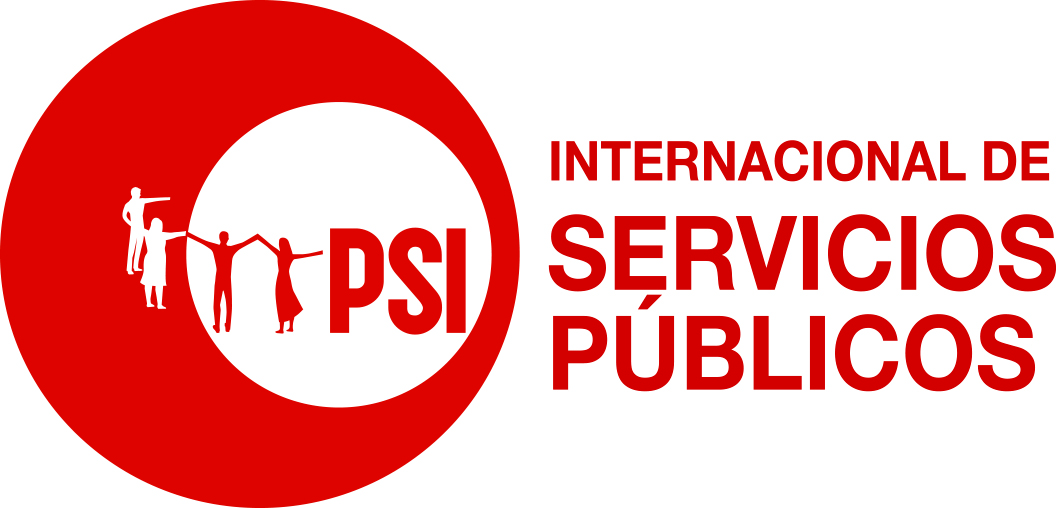 PSI
INTERNACIONAL DE
SERVICIOS
PÚBLICOS